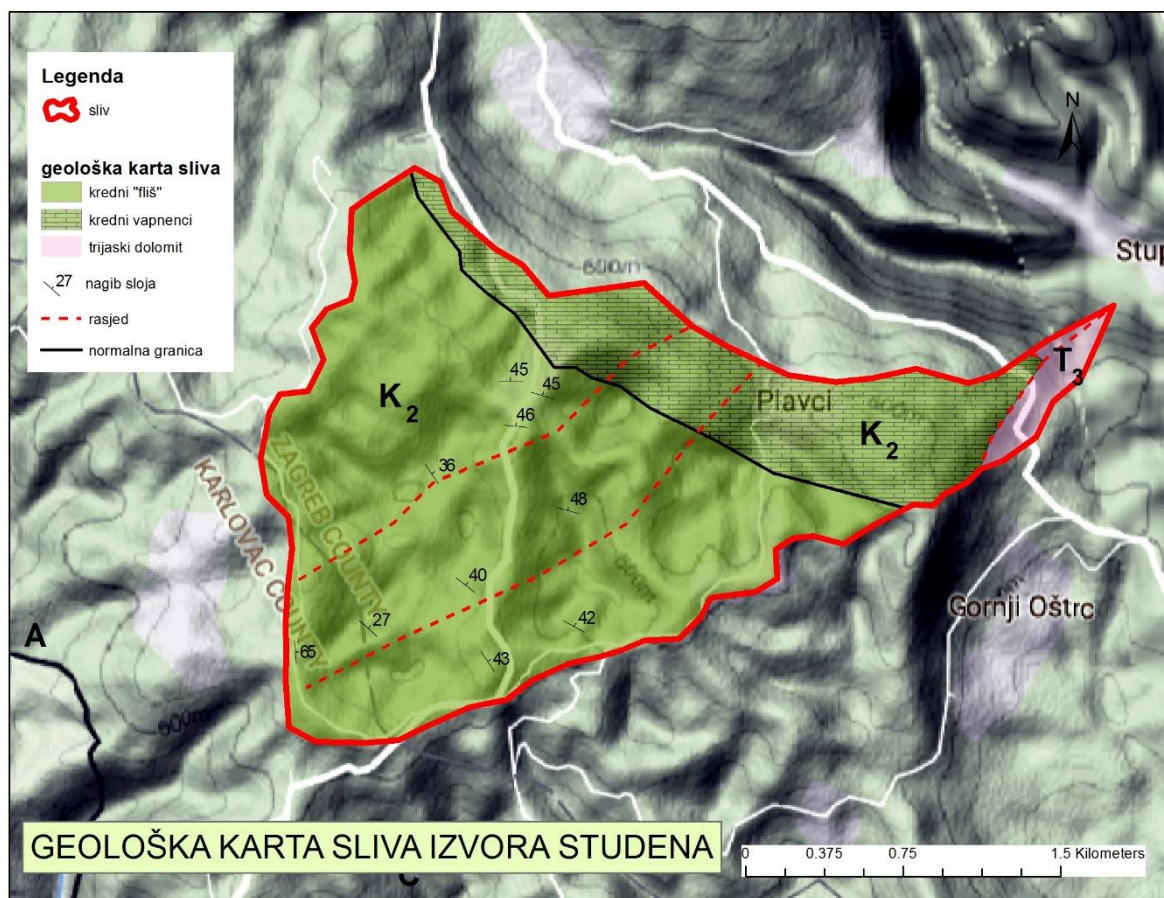 Legenda
sliv
geološka karta sliva
kredni "fliš"
kredni vapnenci
trijaski dolomit
27 nagib sloja
rasjed
normalna granica
N
600m
Stup
T3
45
45
K2
46
Plavci
600m
K2
36
ZAGREB COUNTY
KARLOVAC COUNTY
48
600m
40
Gornji Oštrc
27
42
A
65
43
600m
GEOLOŠKA KARTA SLIVA IZVORA STUDENA
0 0.375 0.75 1.5 Kilometers
C